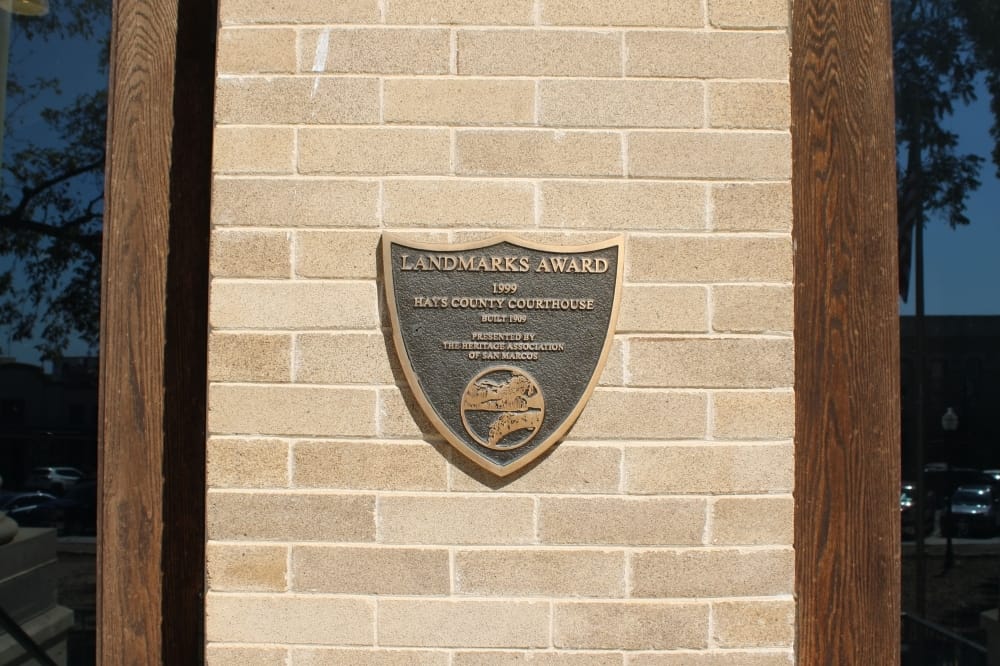 LANDMARKS AWARD
1999
HAYS COUNTY COURTHOUSE
BUILT 1909
PRESENTED BY
THE HERITAGE ASSOCIATION
OF SAN MARCOS